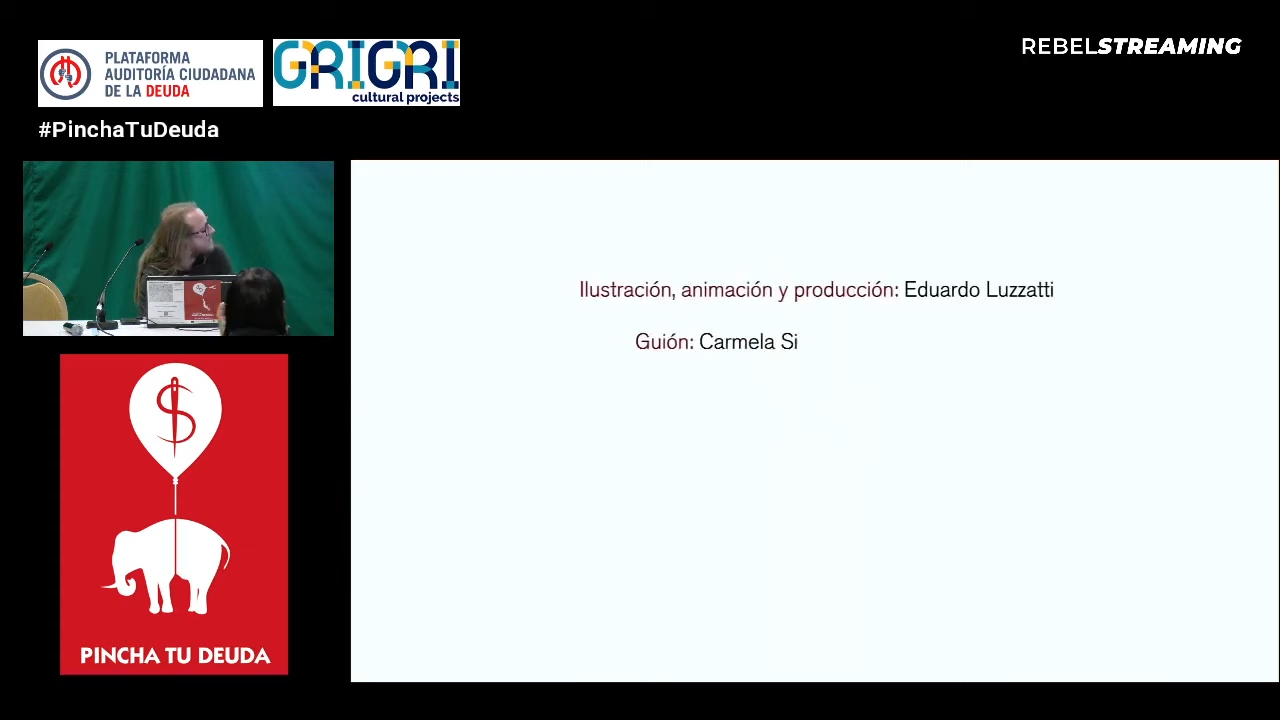 PLATAFORMA
AUDITORÍA CIUDADANA
DE LA DEUDA
GRIGRI
cultural projects
REBELSTREAMING
#PinchaTuDeuda
Ilustración, animación y producción: Eduardo Luzzatti
Guión: Carmela Si
PINCHA TU DEUDA